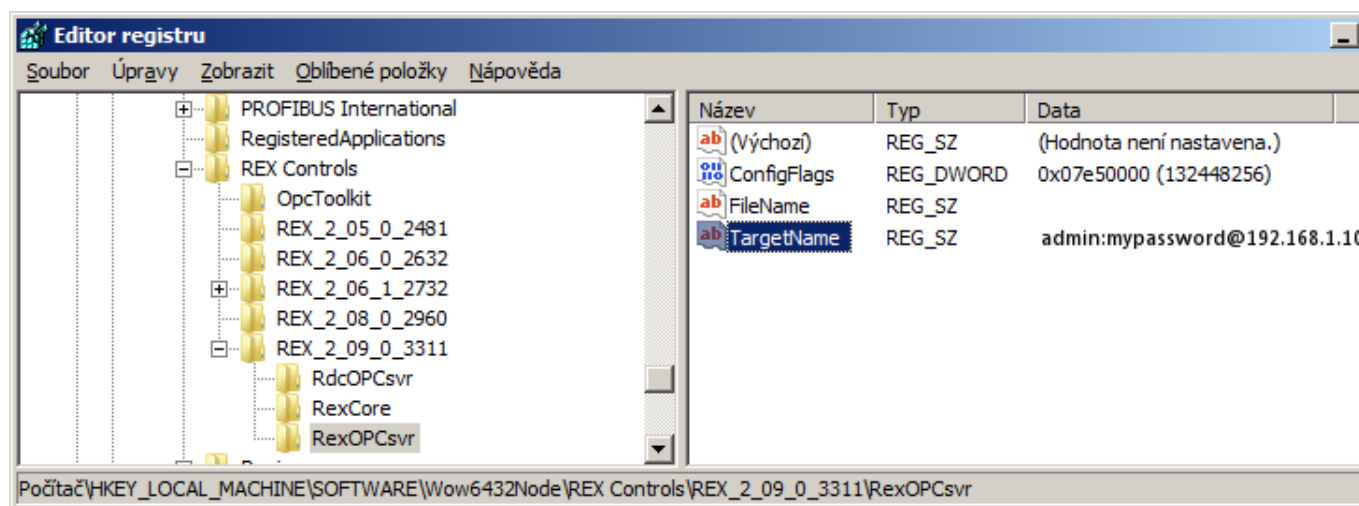 Editor registru
Soubor Úpravy Zobrazit Oblíbené položky Nápověda
PROFIBUS International
RegisteredApplications
REX Controls
OpcToolkit
REX_2_05_0_2481
REX_2_06_0_2632
REX_2_06_1_2732
REX_2_08_0_2960
REX_2_09_0_3311
RdcOPCsvr
RexCore
RexOPCsvr
Název Typ Data
(Výchozí) REG_SZ (Hodnota není nastavena.)
ConfigFlags REG_DWORD 0x07e50000 (132448256)
FileName REG_SZ
TargetName REG_SZ admin:mypassword@192.168.1.10
Počítač\HKEY_LOCAL_MACHINE\SOFTWARE\Wow6432Node\REX Controls\REX_2_09_0_3311\RexOPCsvr